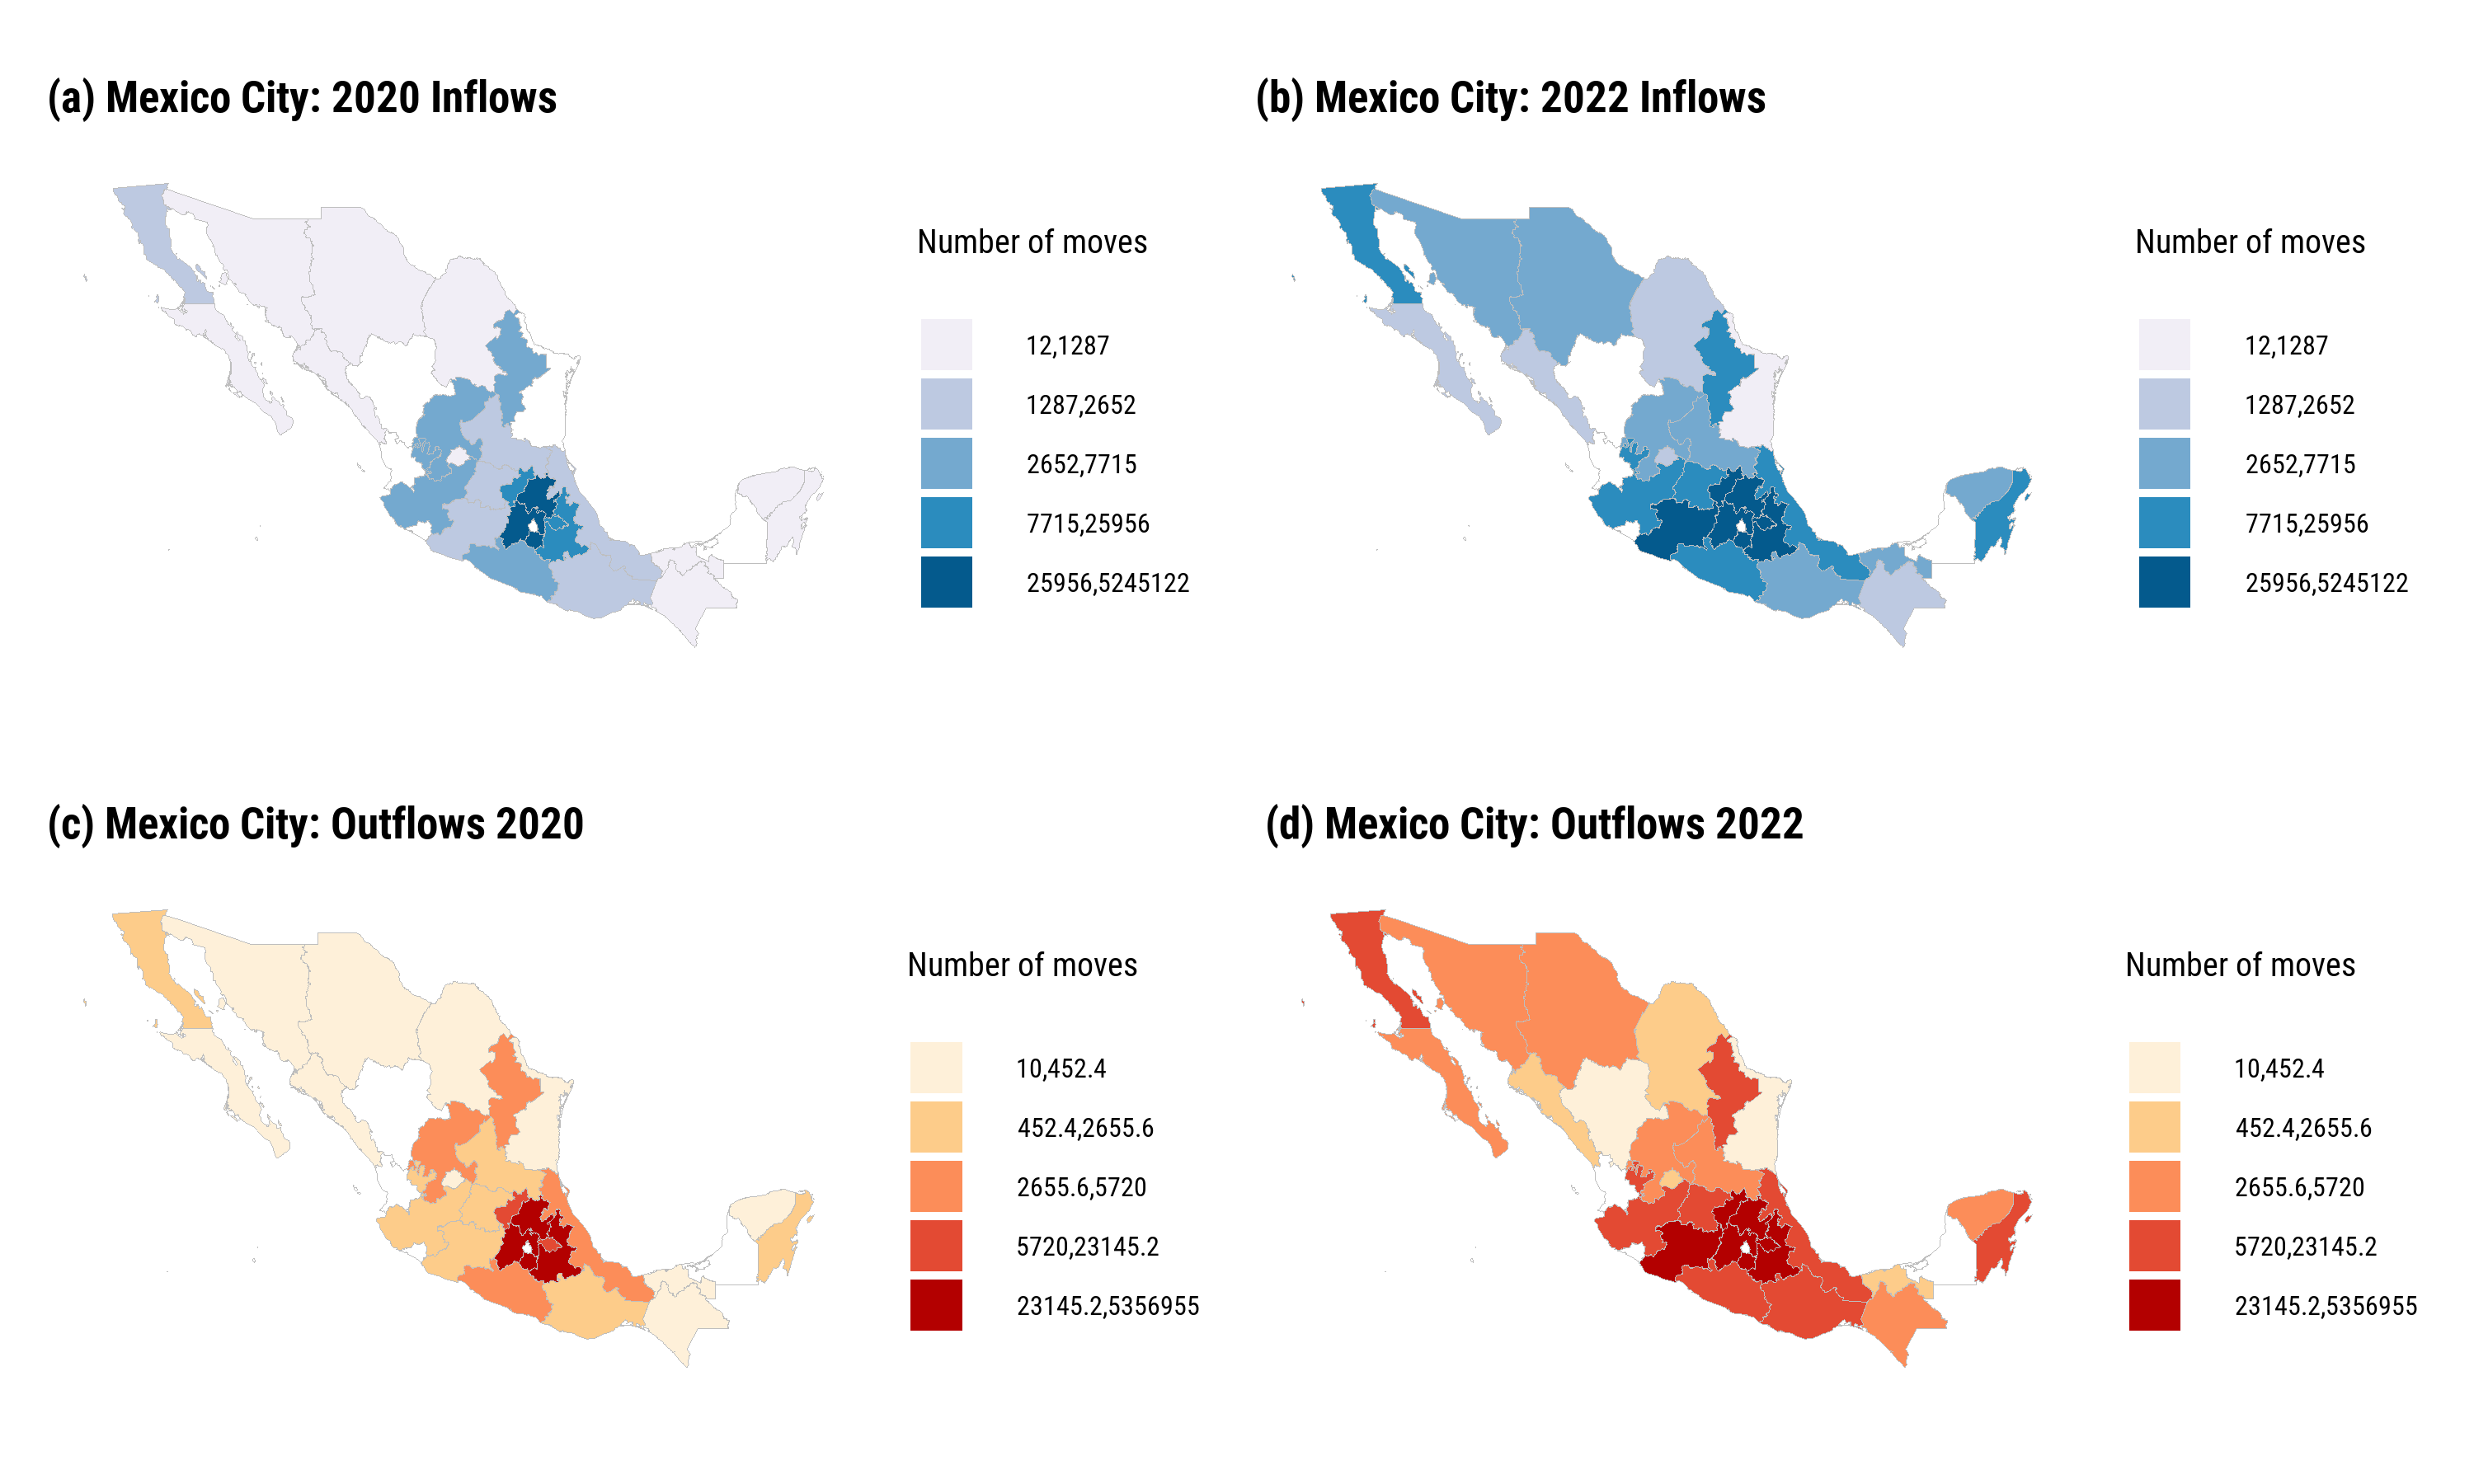 (a) Mexico City: 2020 Inflows
Number of moves
12,1287
1287,2652
2652,7715
7715,25956
25956,5245122
(b) Mexico City: 2022 Inflows
Number of moves
12,1287
1287,2652
2652,7715
7715,25956
25956,5245122
(c) Mexico City: Outflows 2020
Number of moves
10,452.4
452.4,2655.6
2655.6,5720
5720,23145.2
23145.2,5356955
(d) Mexico City: Outflows 2022
Number of moves
10,452.4
452.4,2655.6
2655.6,5720
5720,23145.2
23145.2,5356955